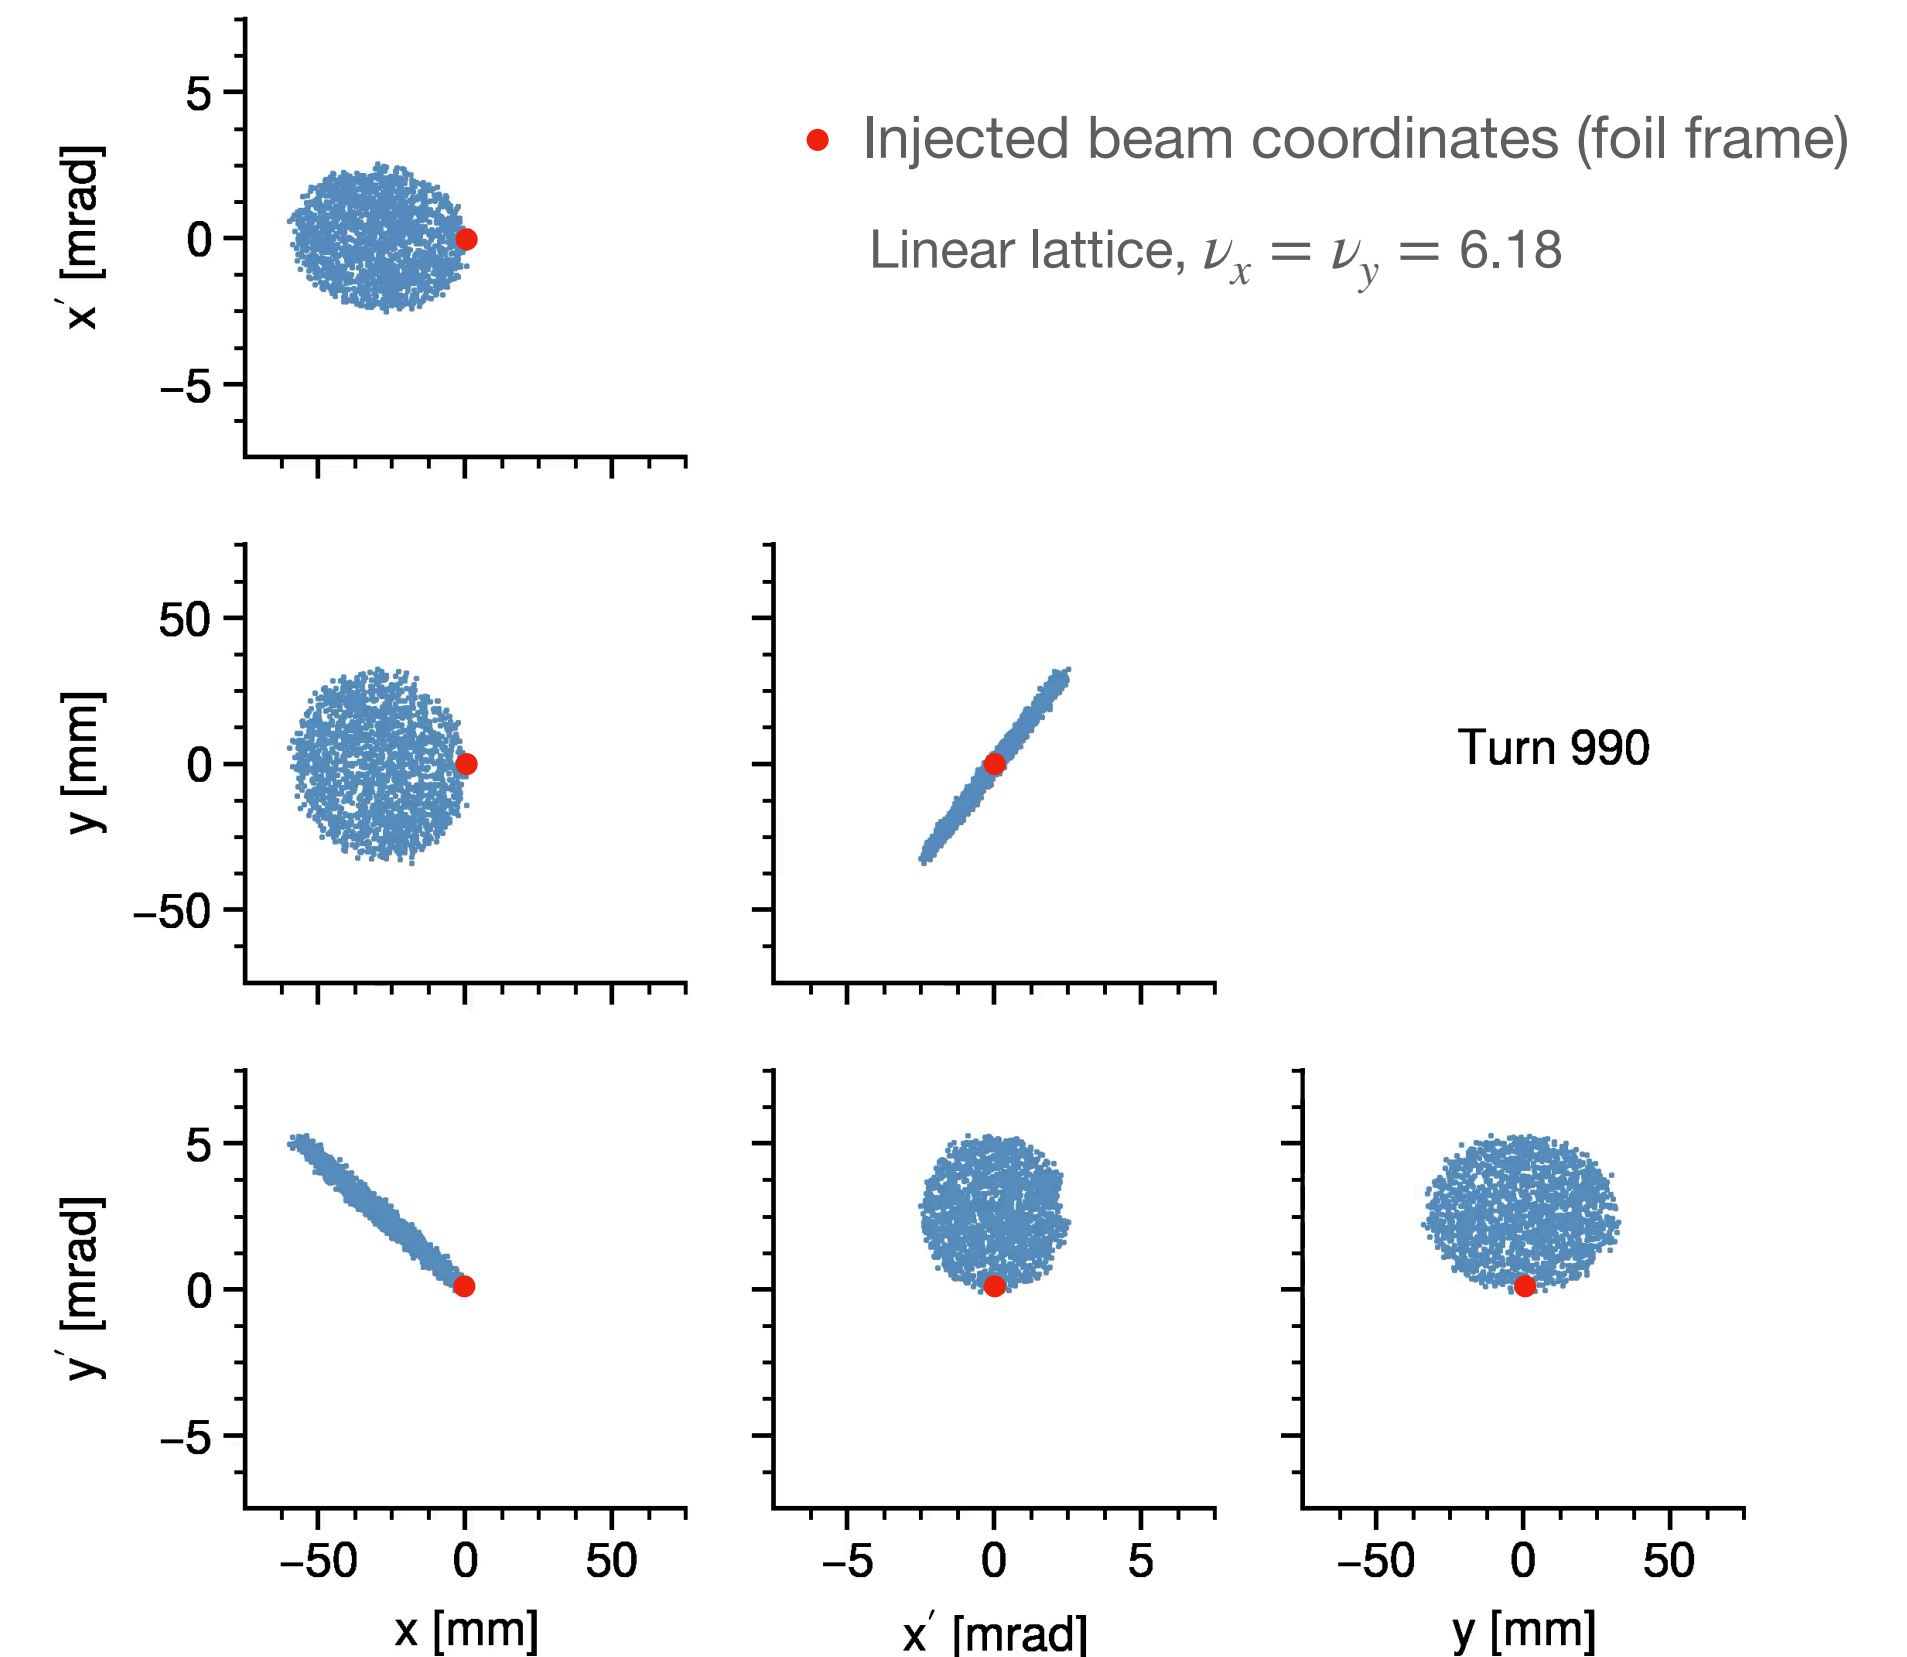 5
0
−5
x′ [mrad]
● Injected beam coordinates (foil frame)
Linear lattice, νx = νy = 6.18
50
0
−50
y [mm]
Turn 990
5
0
−5
y′ [mrad]
−50 0 50
−5 0 5
−50 0 50
x [mm]
x′ [mrad]
y [mm]